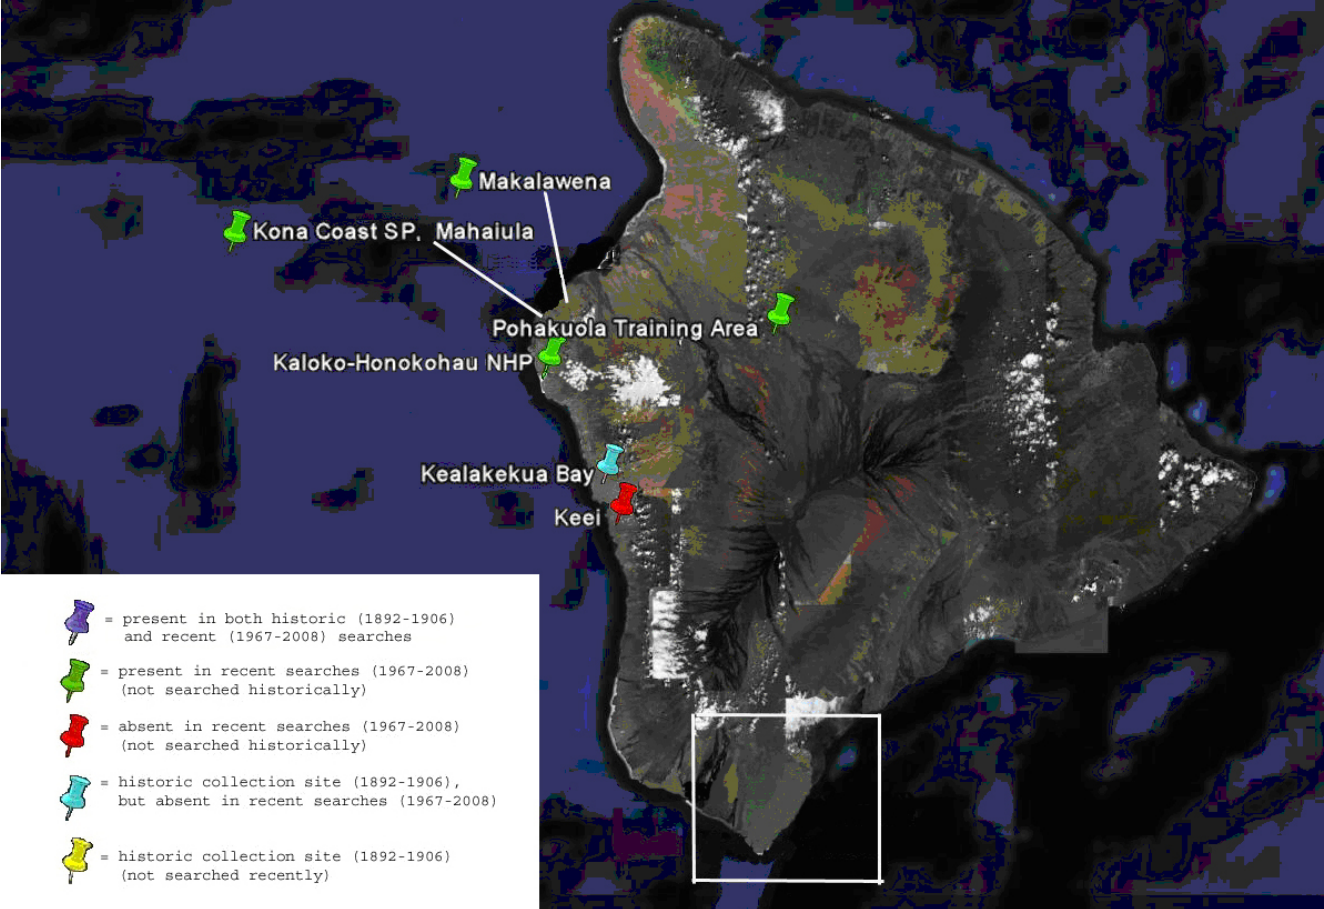 Makalawena
Kona Coast SP, Mahaiula
Pohakuola Training Area
Kaloko-Honokohau NHP
Kealakekua Bay
Keei
= present in both historic (1892-1906)
and recent (1967-2008) searches
= present in recent searches (1967-2008)
(not searched historically)
= absent in recent searches (1967-2008)
(not searched historically)
= historic collection site (1892-1906),
but absent in recent searches (1967-2008)
= historic collection site (1892-1906)
(not searched recently)